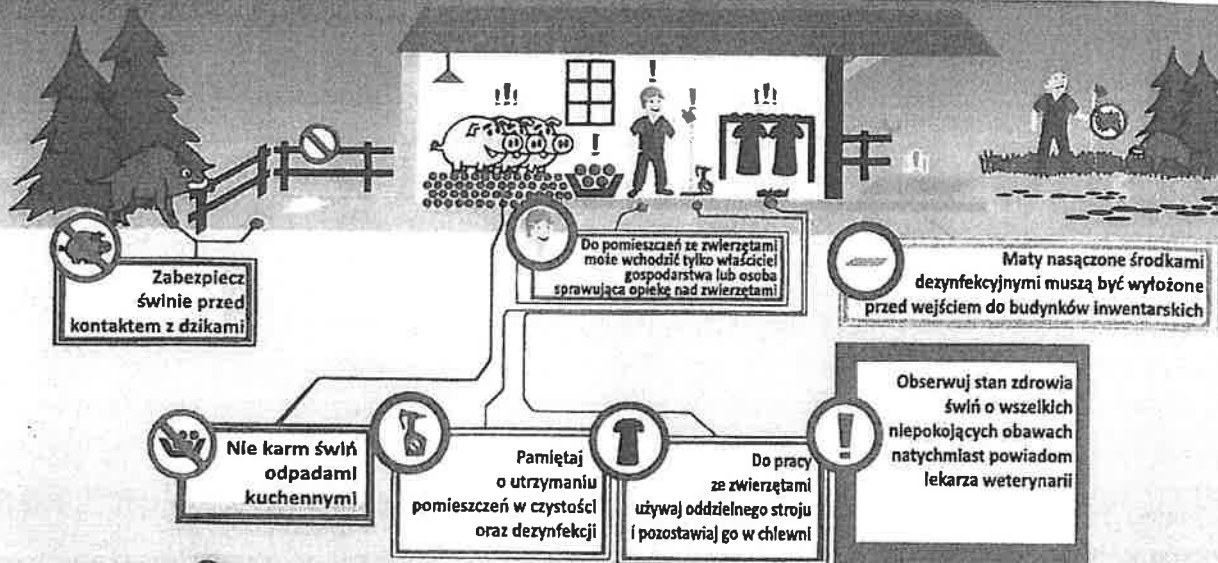 Zabezpiecz
świnie przed
kontaktem z dzikami
Do pomieszczeń ze zwierzętami
może wchodzić tylko właściciel
gospodarstwa lub osoba
sprawująca opiekę nad zwierzętami
Maty nasączone środkami
dezynfekcyjnymi muszą być wyłożone
przed wejściem do budynków inwentarskich
Nie karm świń
odpadami
kuchennymi
Pamiętaj
o utrzymaniu
pomieszczeń w czystości
oraz dezynfekcji
Do pracy
ze zwierzętami
używaj oddzielnego stroju
i pozostawiaj go w chlewni
Obserwuj stan zdrowia
świń o wszelkich
niepokojących obawach
natychmiast powiadom
lekarza weterynarii